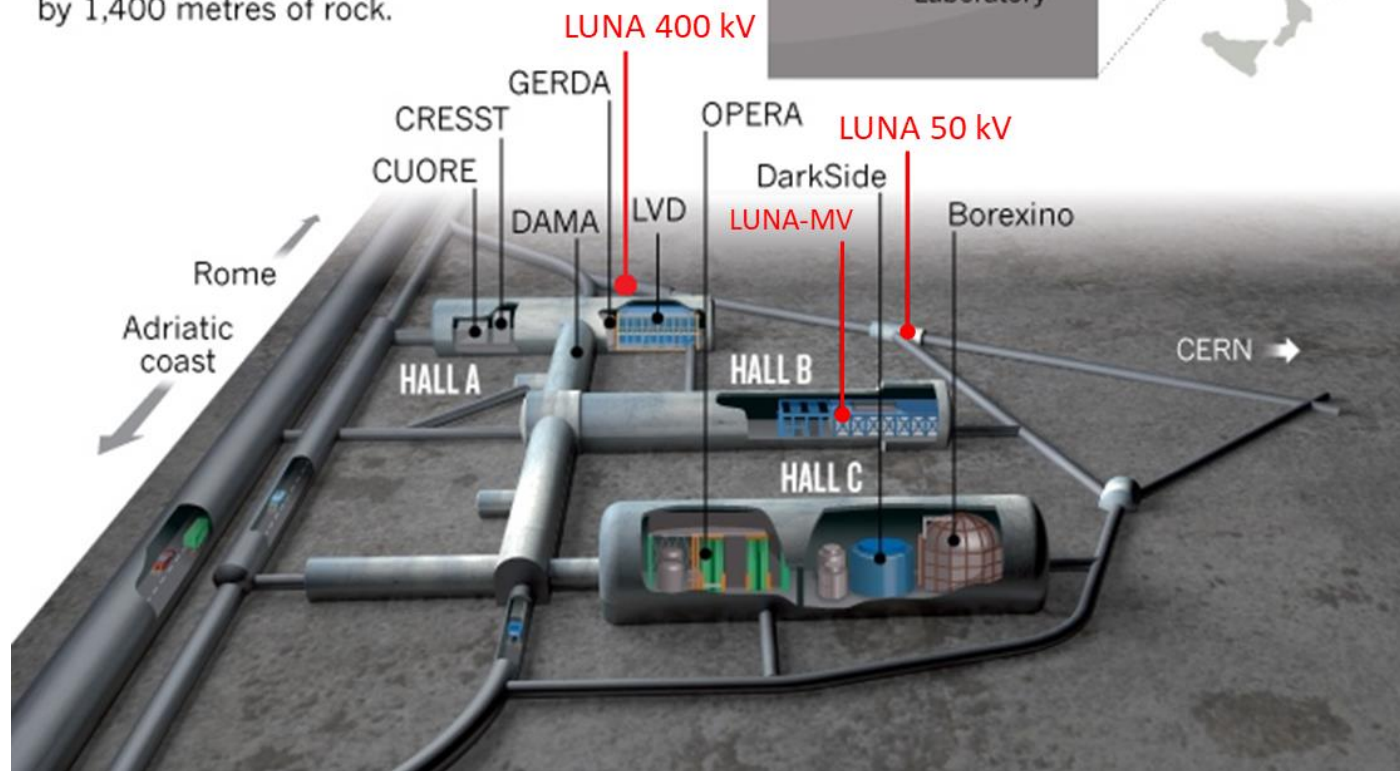 by 1,400 metres of rock.
Laboratory
LUNA 400 kV
GERDA
CRESST
OPERA
LUNA 50 kV
CUORE
DarkSide
DAMA
LVD
LUNA-MV
Borexino
Rome
Adriatic
coast
CERN
HALL A
HALL B
HALL C